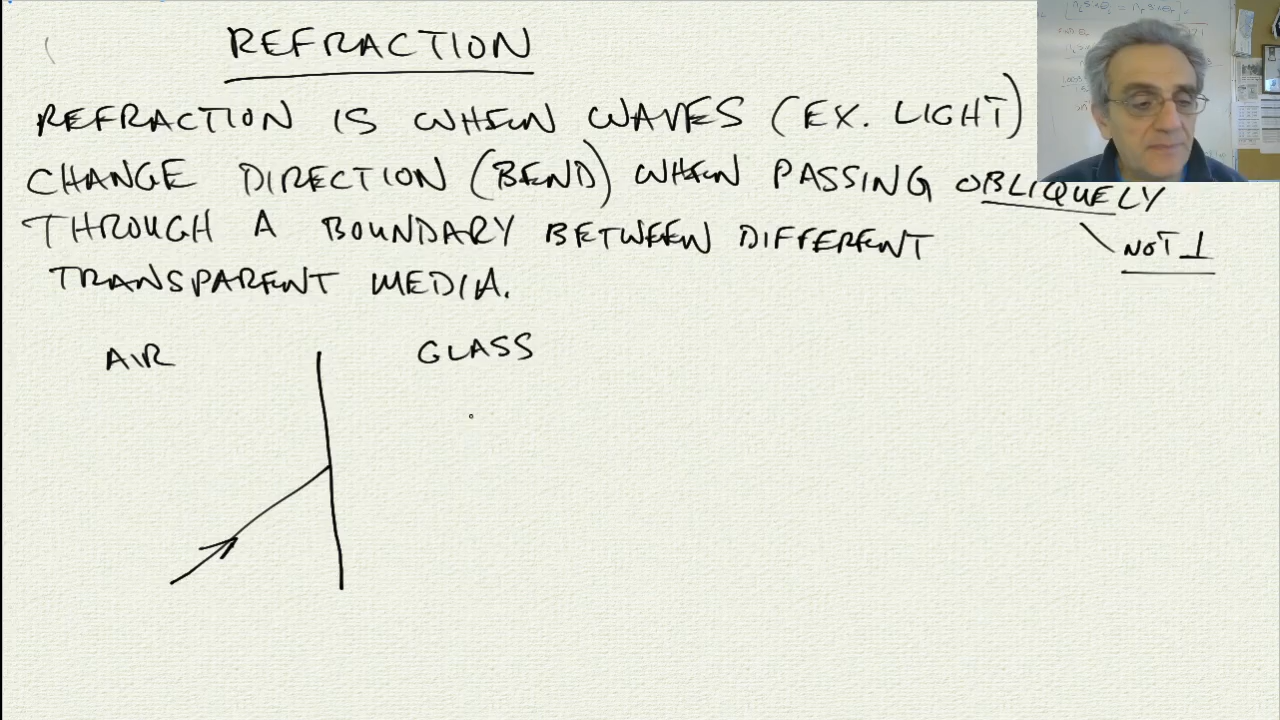 REFRACTION
REFRACTION IS WHEN WAVES (EX. LIGHT)
CHANGE DIRECTION (BEND) WHEN PASSING OBLIQUELY
THROUGH A BOUNDARY BETWEEN DIFFERENT
NOT ⊥
TRANSPARENT MEDIA.
AIR
GLASS